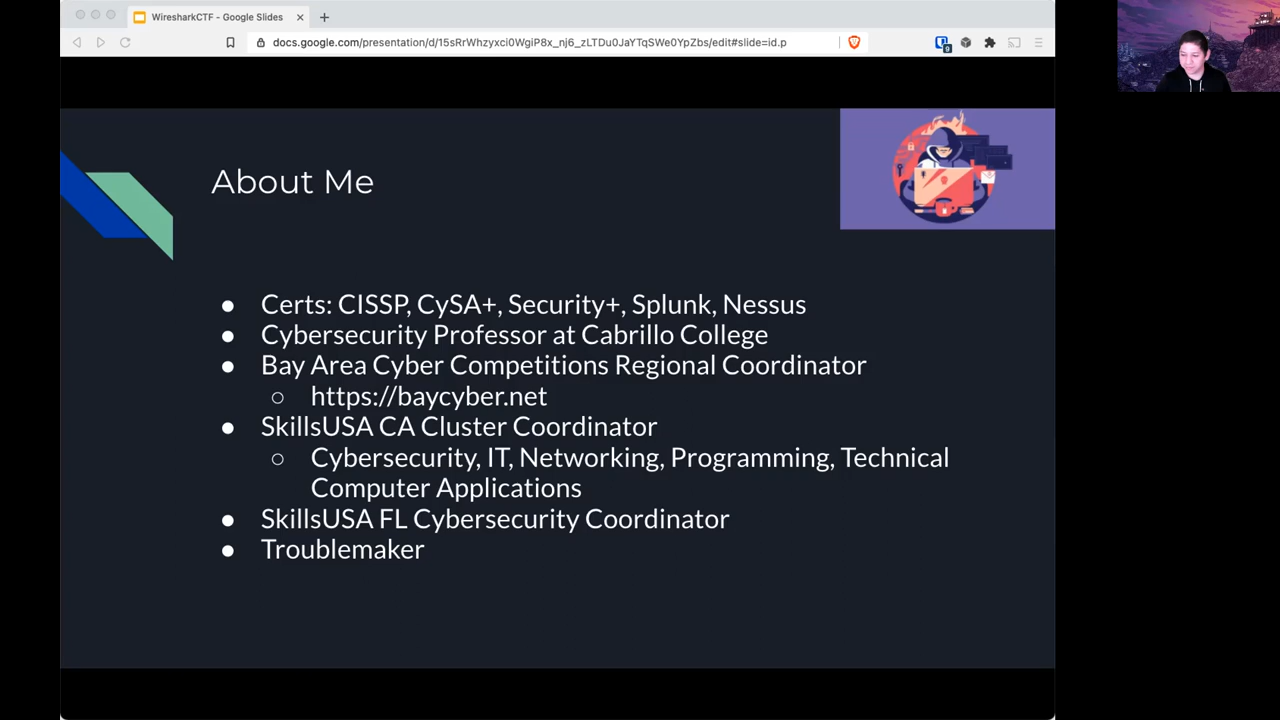 WiresharkCTF - Google Slides
docs.google.com/presentation/d/15sRrWhzyxci0WgiP8x_nj6_zLTDu0JaYTqSWe0YpZbs/edit#slide=id.p
9
About Me
● Certs: CISSP, CySA+, Security+, Splunk, Nessus
● Cybersecurity Professor at Cabrillo College
● Bay Area Cyber Competitions Regional Coordinator
○ https://baycyber.net
● SkillsUSA CA Cluster Coordinator
○ Cybersecurity, IT, Networking, Programming, Technical
Computer Applications
● SkillsUSA FL Cybersecurity Coordinator
● Troublemaker